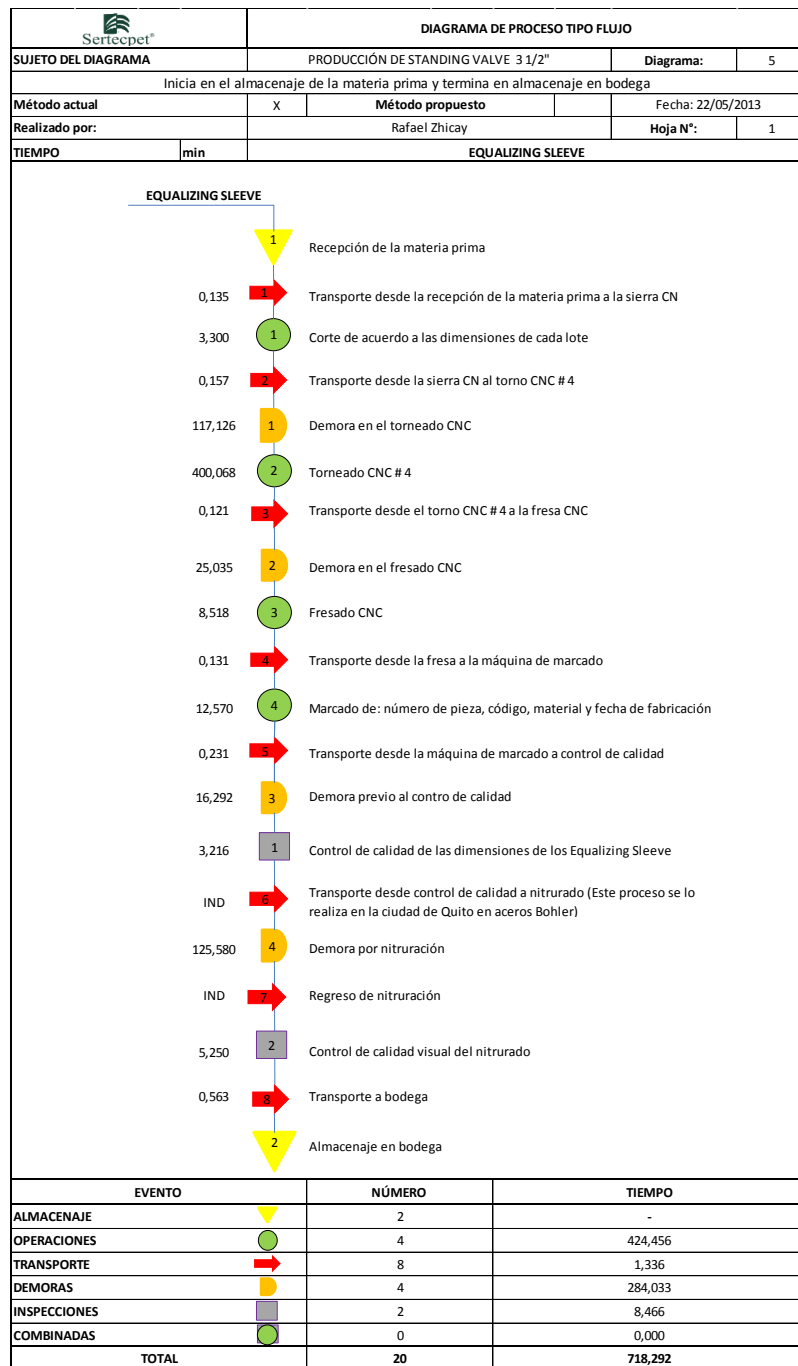 Sertecpet®
DIAGRAMA DE PROCESO TIPO FLUJO
SUJETO DEL DIAGRAMA PRODUCCIÓN DE STANDING VALVE 3 1/2" Diagrama: 5
Inicia en el almacenaje de la materia prima y termina en almacenaje en bodega
Método actual X Método propuesto Fecha: 22/05/2013
Realizado por: Rafael Zhicay Hoja N°: 1
TIEMPO min EQUALIZING SLEEVE
EQUALIZING SLEEVE
1 Recepción de la materia prima
0,135 1 Transporte desde la recepción de la materia prima a la sierra CN
3,300 1 Corte de acuerdo a las dimensiones de cada lote
0,157 2 Transporte desde la sierra CN al torno CNC # 4
117,126 1 Demora en el torneado CNC
400,068 2 Torneado CNC # 4
0,121 3 Transporte desde el torno CNC # 4 a la fresa CNC
25,035 2 Demora en el fresado CNC
8,518 3 Fresado CNC
0,131 4 Transporte desde la fresa a la máquina de marcado
12,570 4 Marcado de: número de pieza, código, material y fecha de fabricación
0,231 5 Transporte desde la máquina de marcado a control de calidad
16,292 3 Demora previo al contro de calidad
3,216 1 Control de calidad de las dimensiones de los Equalizing Sleeve
IND 6 Transporte desde control de calidad a nitrurado (Este proceso se lo
realiza en la ciudad de Quito en aceros Bohler)
125,580 4 Demora por nitruración
IND 7 Regreso de nitruración
5,250 2 Control de calidad visual del nitrurado
0,563 8 Transporte a bodega
2 Almacenaje en bodega
EVENTO NÚMERO TIEMPO
ALMACENAJE 2 -
OPERACIONES 4 424,456
TRANSPORTE 8 1,336
DEMORAS 4 284,033
INSPECCIONES 2 8,466
COMBINADAS 0 0,000
TOTAL 20 718,292